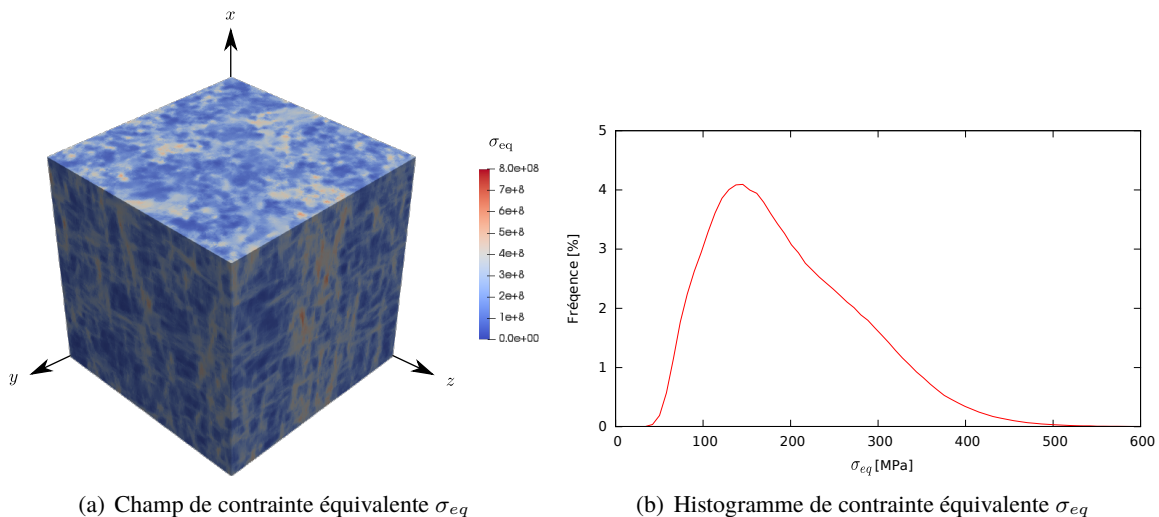 x
y
z
σeq
8.0e+08
7e+8
6e+8
5e+8
4e+8
3e+8
2e+8
1e+8
0.0e+00
(a) Champ de contrainte équivalente σeq
5
4
3
2
1
0
Fréqence [%]
0 100 200 300 400 500 600
σeq [MPa]
(b) Histogramme de contrainte équivalente σeq